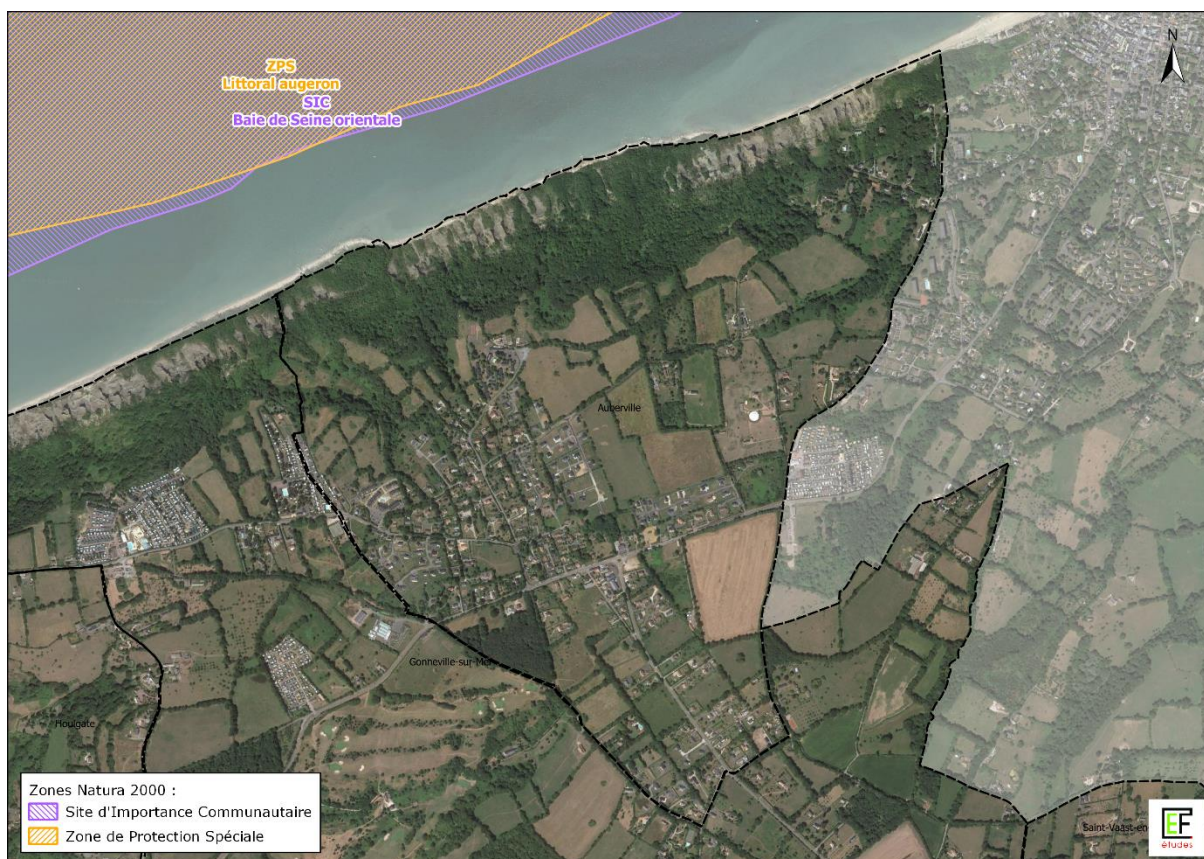 N
ZPS
Littoral augeron
SIC
Baie de Seine orientale
Auberville
Gonneville-sur-Mer
Houlgate
Saint-Vaast-en
Zones Natura 2000 :
Site d'Importance Communautaire
Zone de Protection Spéciale
EF
études